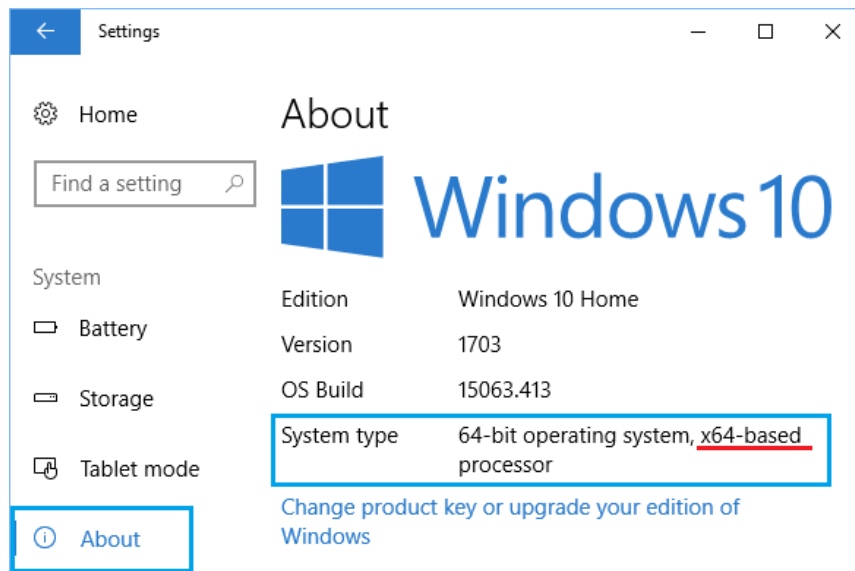 Settings
Home
Find a setting
System
Battery
Storage
Tablet mode
About
About
Windows 10
Edition Windows 10 Home
Version 1703
OS Build 15063.413
System type 64-bit operating system, x64-based
processor
Change product key or upgrade your edition of
Windows